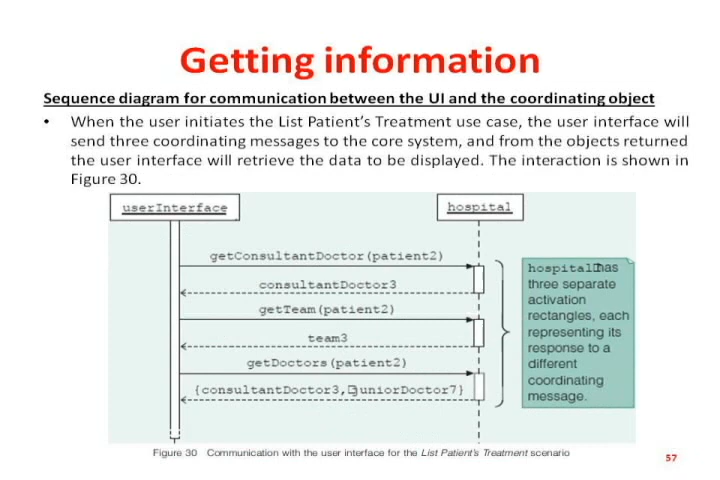 Getting information
Sequence diagram for communication between the UI and the coordinating object
• When the user initiates the List Patient's Treatment use case, the user interface will
send three coordinating messages to the core system, and from the objects returned
the user interface will retrieve the data to be displayed. The interaction is shown in
Figure 30.
userInterface
hospital
getConsultantDoctor(patient2)
consultantDoctor3
getTeam(patient2)
team3
getDoctors(patient2)
{consultantDoctor3, juniorDoctor7}
hospital has
three separate
activation
rectangles, each
representing its
response to a
different
coordinating
message.
Figure 30 Communication with the user interface for the List Patient's Treatment scenario
57